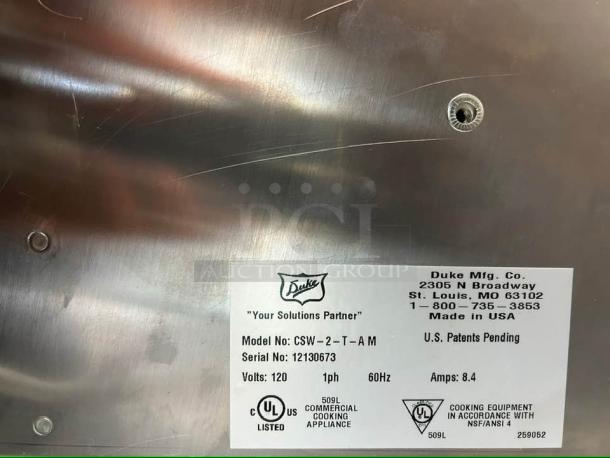 PCI
AUCTION GROUP
Duke
"Your Solutions Partner"
Duke Mfg. Co.
2305 N Broadway
St. Louis, MO 63102
1-800-735-3853
Made in USA
Model No: CSW-2-T-A M
U.S. Patents Pending
Serial No: 12130673
Volts: 120 1ph 60Hz Amps: 8.4
C UL US LISTED
509L
COMMERCIAL
COOKING
APPLIANCE
UL
509L
COOKING EQUIPMENT
IN ACCORDANCE WITH
NSF/ANSI 4
259052